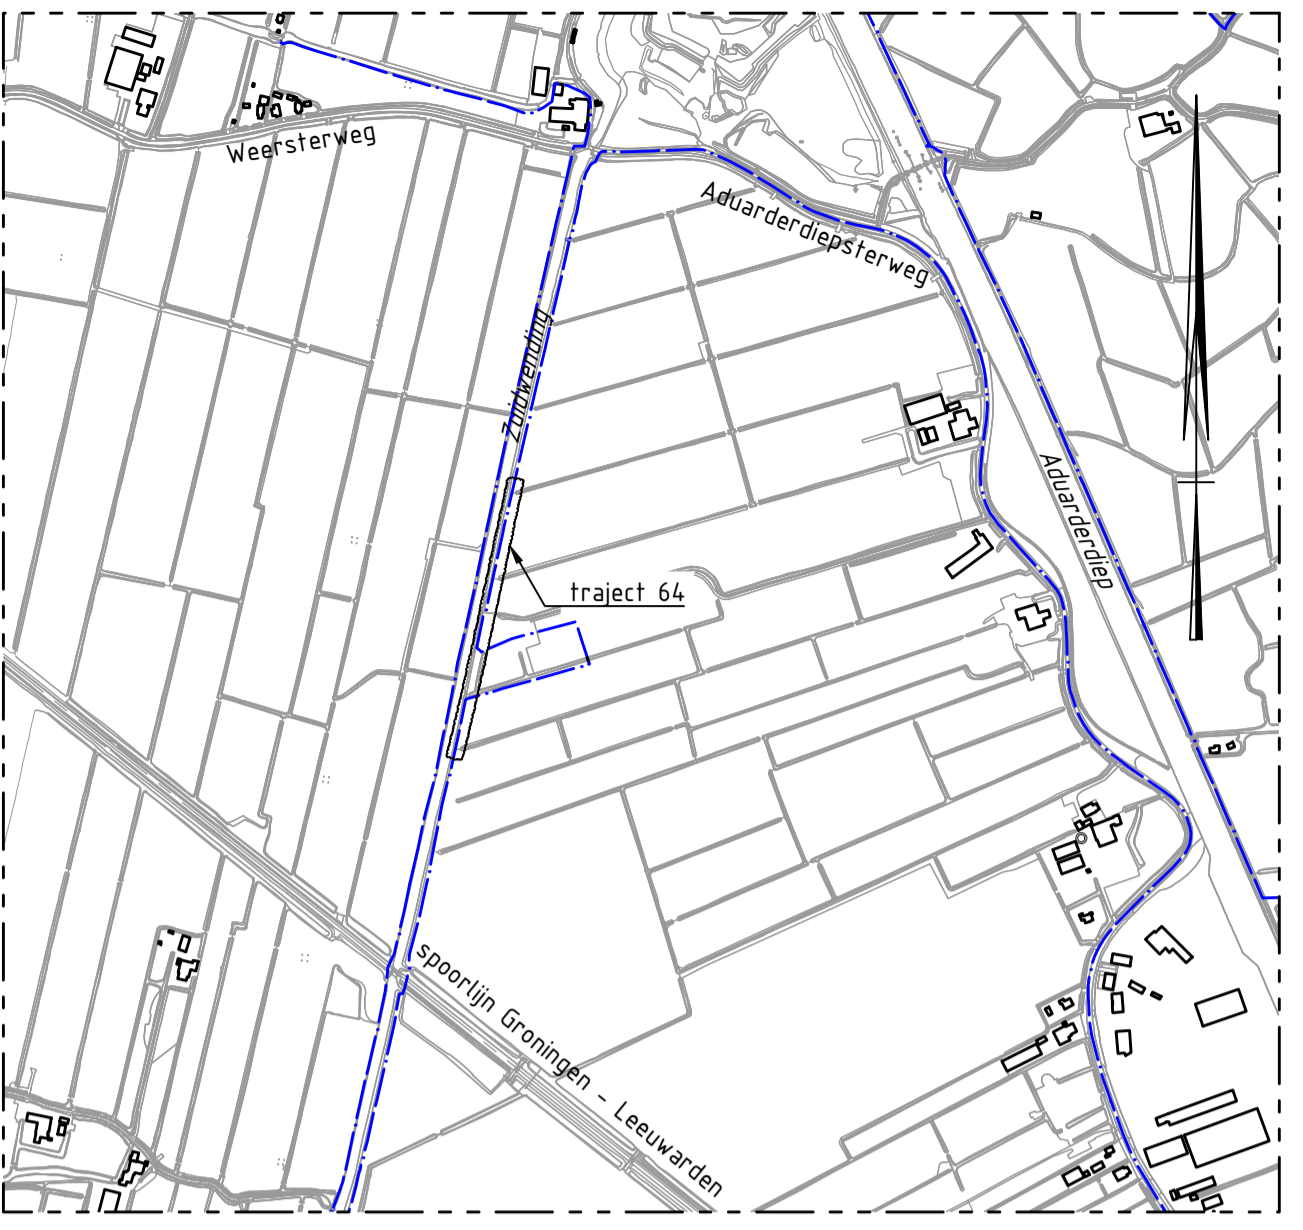 Weersterweg
Aduarderdiepsterweg
Zuidwending
Aduarderdiep
traject 64
spoorlijn Groningen - Leeuwarden